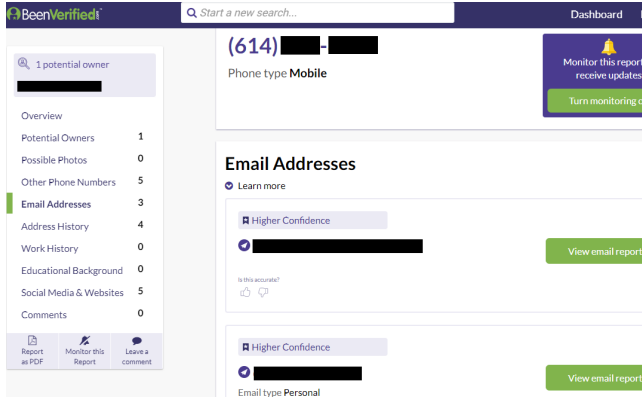 BeenVerified
Start a new search...
Dashboard
1 potential owner
Overview
Potential Owners 1
Possible Photos 0
Other Phone Numbers 5
Email Addresses 3
Address History 4
Work History 0
Educational Background 0
Social Media & Websites 5
Comments 0
Report as PDF
Monitor this Report
Leave a comment
(614) -
Phone type Mobile
Monitor this report
receive updates
Turn monitoring
Email Addresses
Learn more
Higher Confidence
View email report
Is this accurate?
Higher Confidence
View email report
Email type Personal